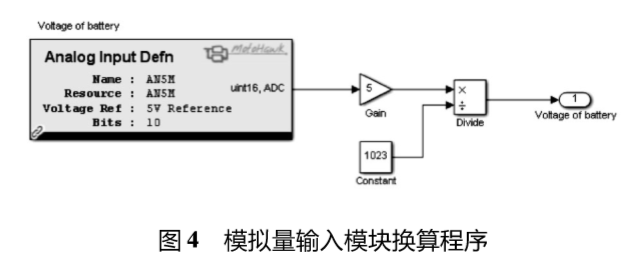 Voltage of battery
Analog Input Defn
MotoHawk
Name : AN5M
Resource : AN5M
Voltage Ref : 5V Reference
Bits : 10
uint16, ADC
5
Gain
×
÷
Divide
1
Voltage of battery
1023
Constant
图 4 模拟量输入模块换算程序